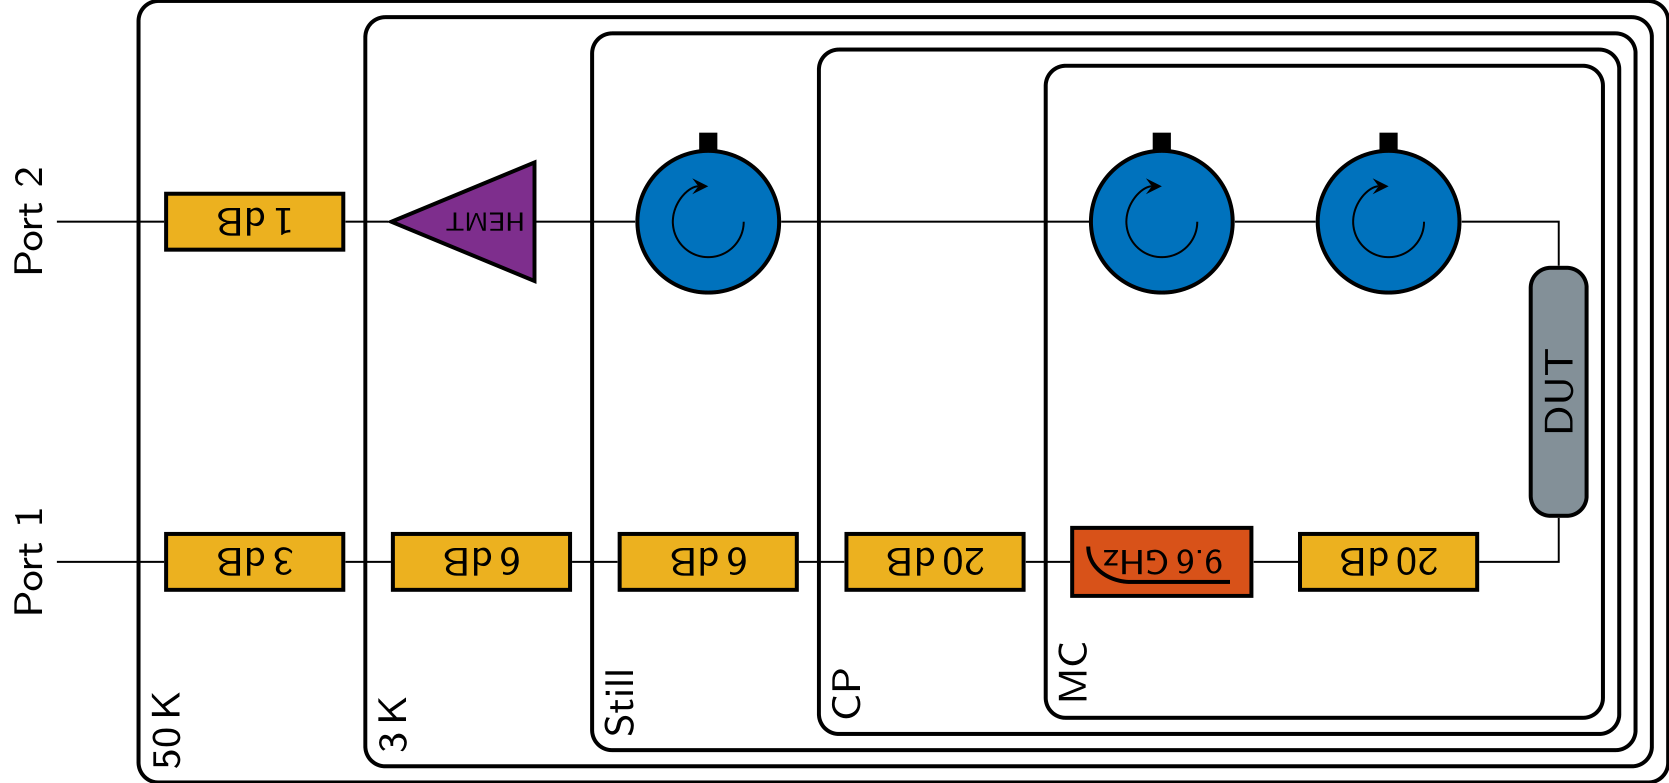 Port 1
Port 2
50 K
3 K
Still
CP
MC
1 dB
HEMT
3 dB
6 dB
6 dB
20 dB
9.6 GHz
20 dB
DUT